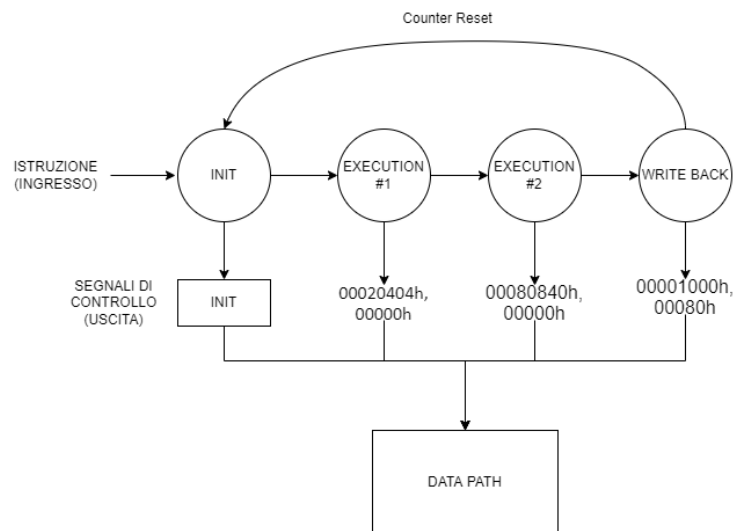 Counter Reset
ISTRUZIONE
(INGRESSO)
INIT
EXECUTION
#1
EXECUTION
#2
WRITE BACK
SEGNALI DI
CONTROLLO
(USCITA)
INIT
00020404h,
00000h
00080840h,
00000h
00001000h,
00080h
DATA PATH